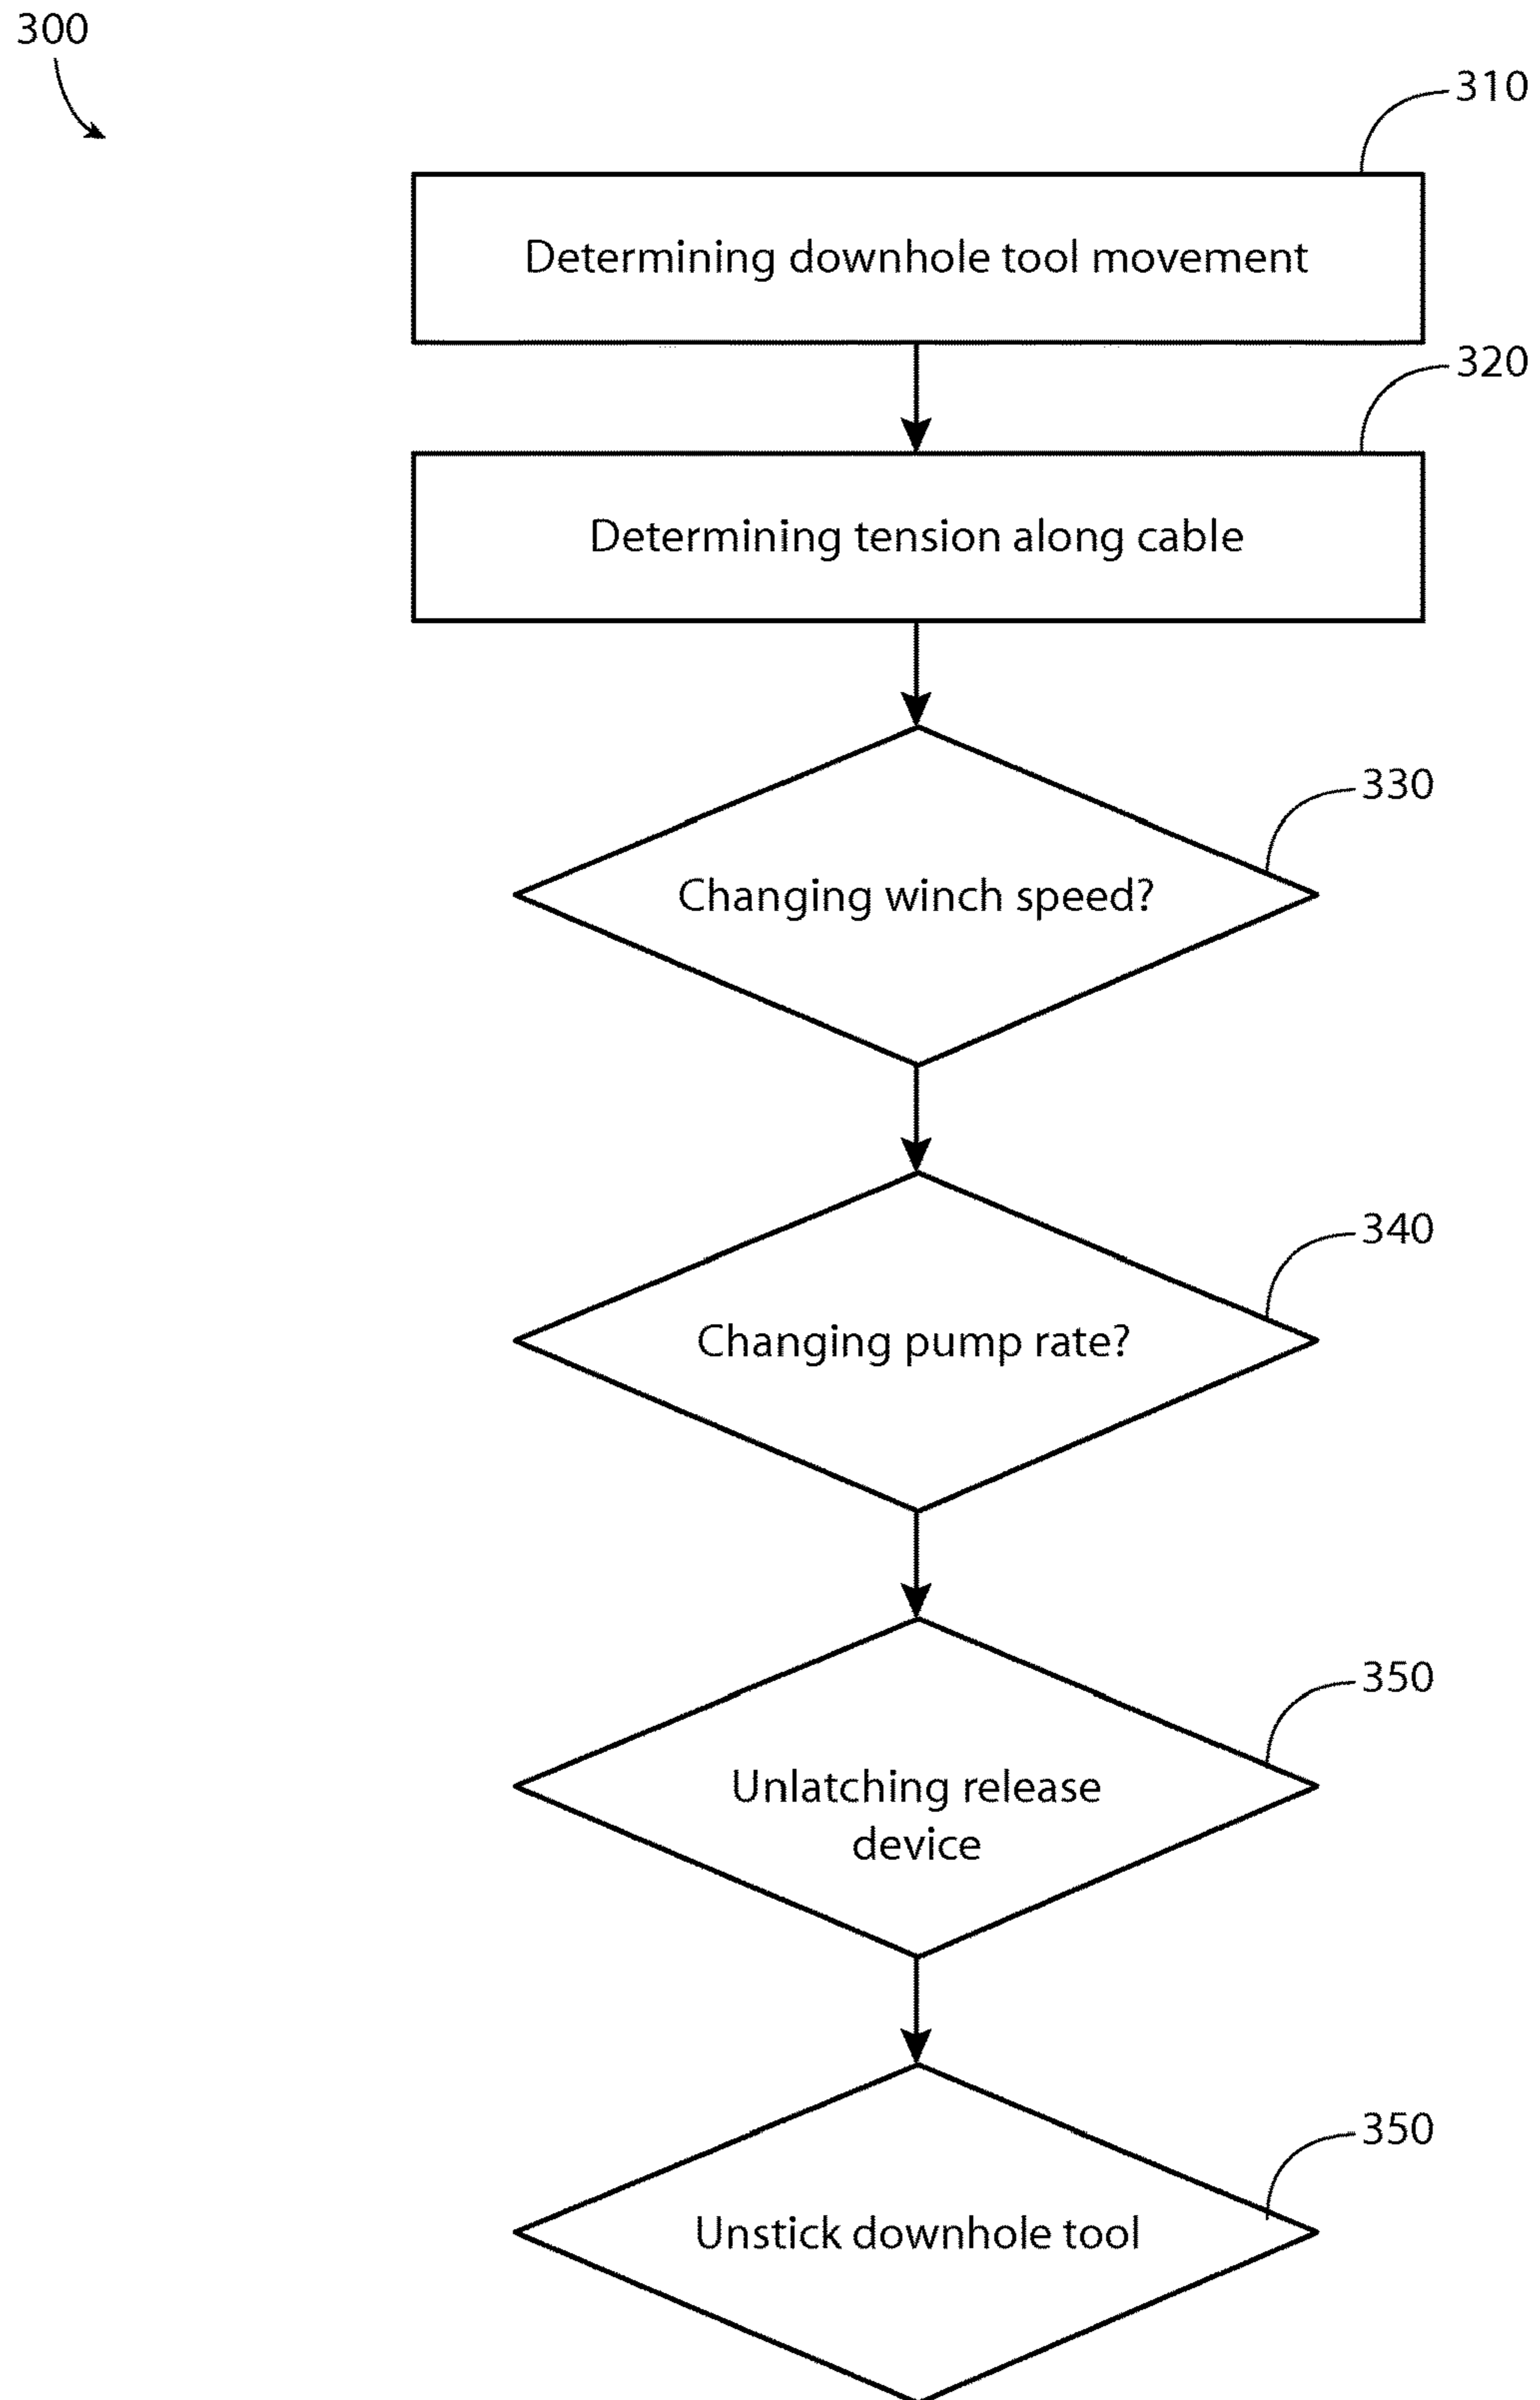 300
310
Determining downhole tool movement
320
Determining tension along cable
330
Changing winch speed?
340
Changing pump rate?
350
Unlatching release
device
350
Unstick downhole tool